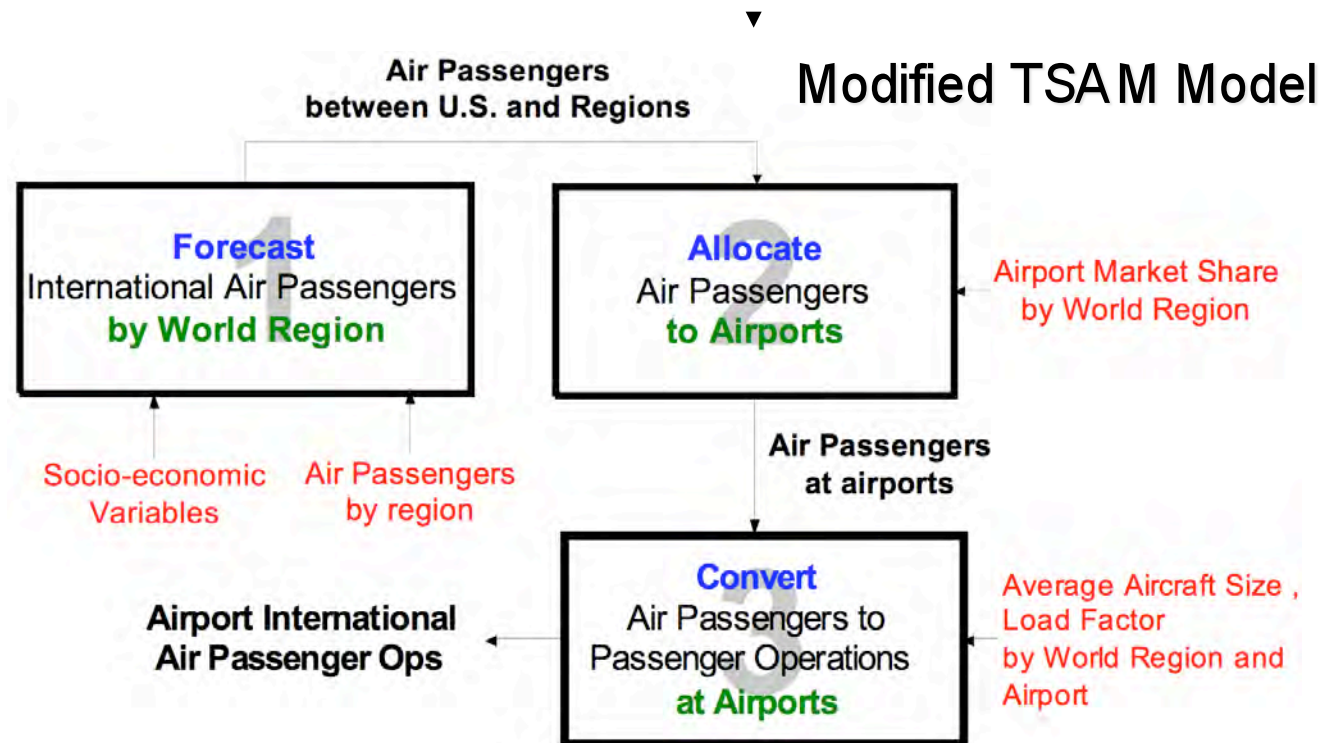 Modified TSAM Model
Air Passengers
between U.S. and Regions
1
Forecast
International Air Passengers
by World Region
2
Allocate
Air Passengers
to Airports
Airport Market Share
by World Region
Socio-economic
Variables
Air Passengers
by region
Air Passengers
at airports
3
Convert
Air Passengers to
Passenger Operations
at Airports
Average Aircraft Size ,
Load Factor
by World Region and
Airport
Airport International
Air Passenger Ops